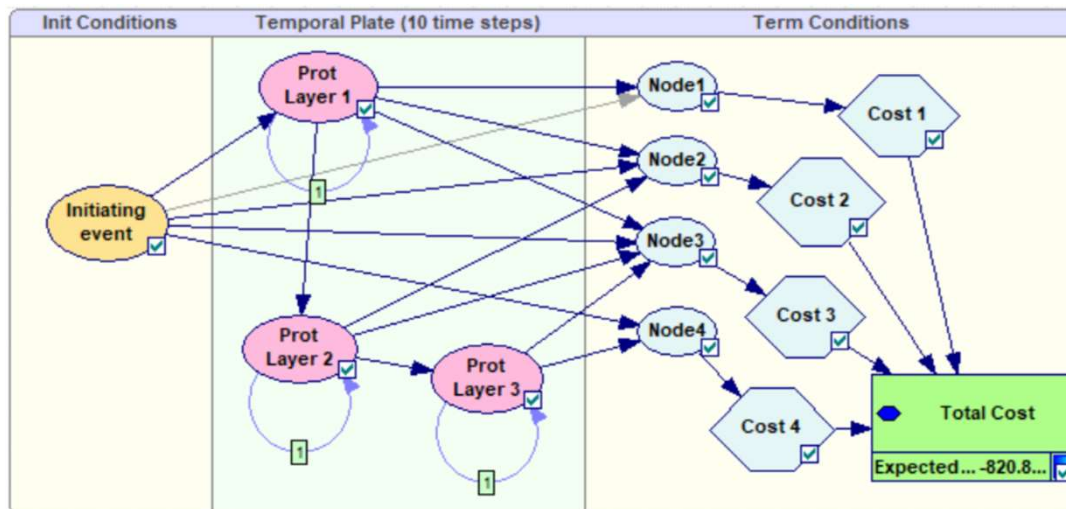 Init Conditions
Temporal Plate (10 time steps)
Term Conditions
Prot
Layer 1
1
Initiating
event
Prot
Layer 2
1
Prot
Layer 3
1
Node1
Node2
Node3
Node4
Cost 1
Cost 2
Cost 3
Cost 4
Total Cost
Expected... -820.8...